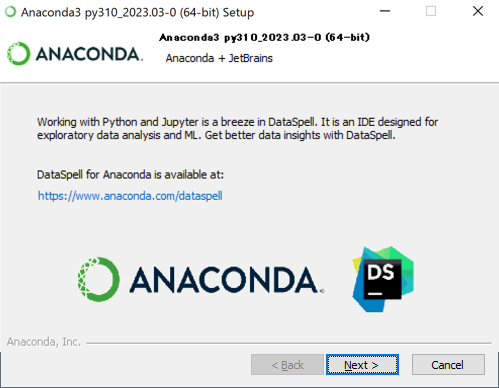 Anaconda3 py310_2023.03-0 (64-bit) Setup
ANACONDA.
Anaconda3 py310_2023.03-0 (64-bit)
Anaconda + JetBrains
Working with Python and Jupyter is a breeze in DataSpell. It is an IDE designed for
exploratory data analysis and ML. Get better data insights with DataSpell.
DataSpell for Anaconda is available at:
https://www.anaconda.com/dataspell
ANACONDA.
DS
Anaconda, Inc.
< Back
Next >
Cancel